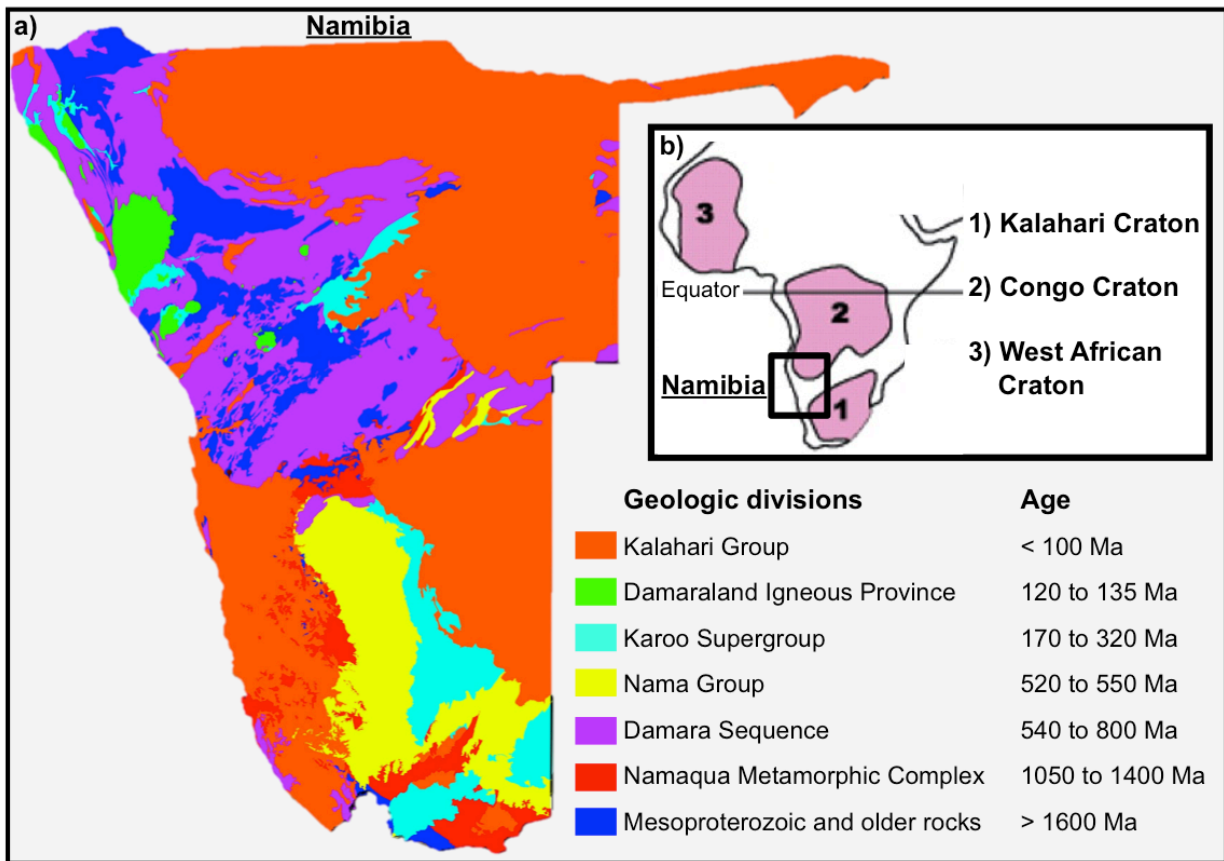 a)
Namibia
b)
3
1) Kalahari Craton
Equator
2) Congo Craton
2
3) West African
Craton
Namibia
1
Geologic divisions Age
Kalahari Group < 100 Ma
Damaraland Igneous Province 120 to 135 Ma
Karoo Supergroup 170 to 320 Ma
Nama Group 520 to 550 Ma
Damara Sequence 540 to 800 Ma
Namaqua Metamorphic Complex 1050 to 1400 Ma
Mesoproterozoic and older rocks > 1600 Ma